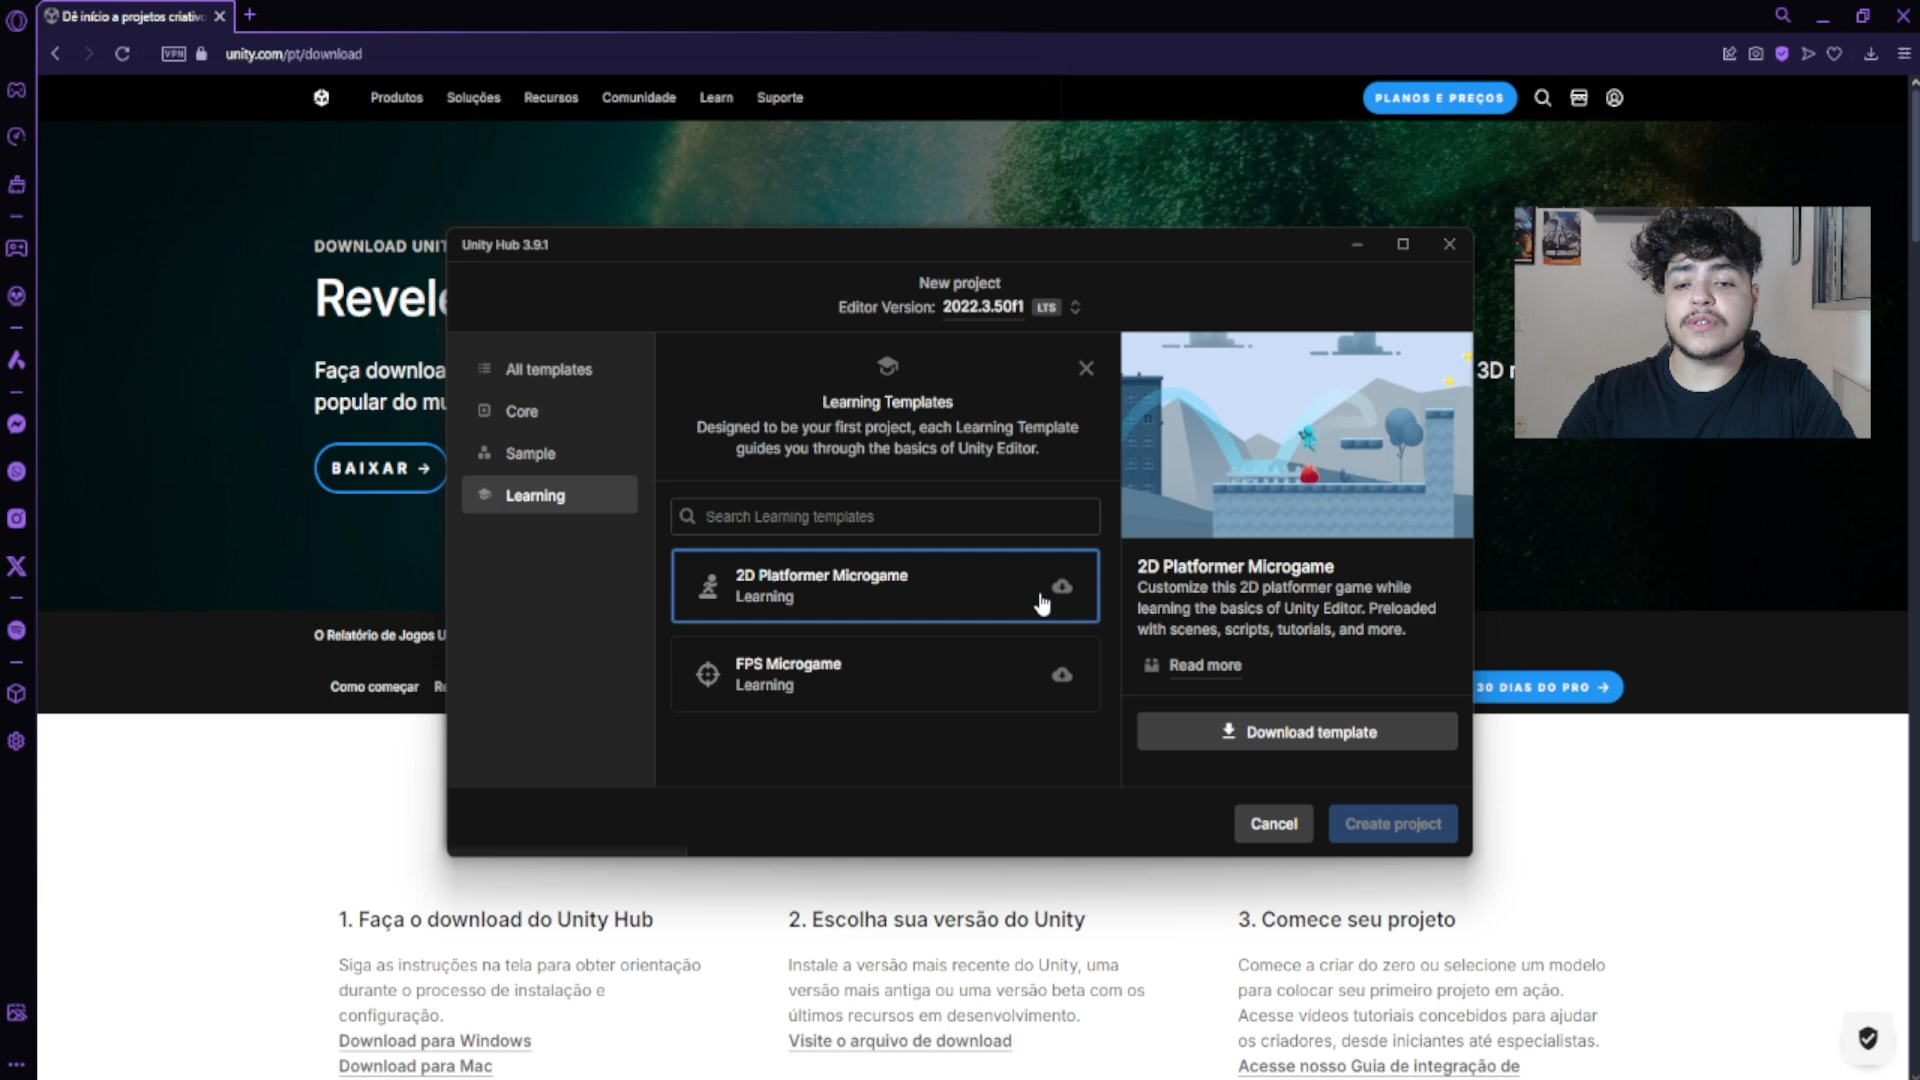 Dê início a projetos criativ
VPN
unity.com/pt/download
Produtos
Soluções
Recursos
Comunidade
Learn
Suporte
PLANOS E PREÇOS
DOWNLOAD UNIT
Revele
Faça downloa
popular do mu
3D r
BAIXAR →
O Relatório de Jogos U
Como começar
Re
30 DIAS DO PRO →
Unity Hub 3.9.1
New project
Editor Version: 2022.3.50f1 LTS
All templates
Core
Sample
Learning
Learning Templates
Designed to be your first project, each Learning Template
guides you through the basics of Unity Editor.
Search Learning templates
2D Platformer Microgame
Learning
FPS Microgame
Learning
2D Platformer Microgame
Customize this 2D platformer game while
learning the basics of Unity Editor. Preloaded
with scenes, scripts, tutorials, and more.
Read more
Download template
Cancel
Create project
1. Faça o download do Unity Hub
Siga as instruções na tela para obter orientação
durante o processo de instalação e
configuração.
Download para Windows
Download para Mac
2. Escolha sua versão do Unity
Instale a versão mais recente do Unity, uma
versão mais antiga ou uma versão beta com os
últimos recursos em desenvolvimento.
Visite o arquivo de download
3. Comece seu projeto
Comece a criar do zero ou selecione um modelo
para colocar seu primeiro projeto em ação.
Acesse vídeos tutoriais concebidos para ajudar
os criadores, desde iniciantes até especialistas.
Acesse nosso Guia de integração de